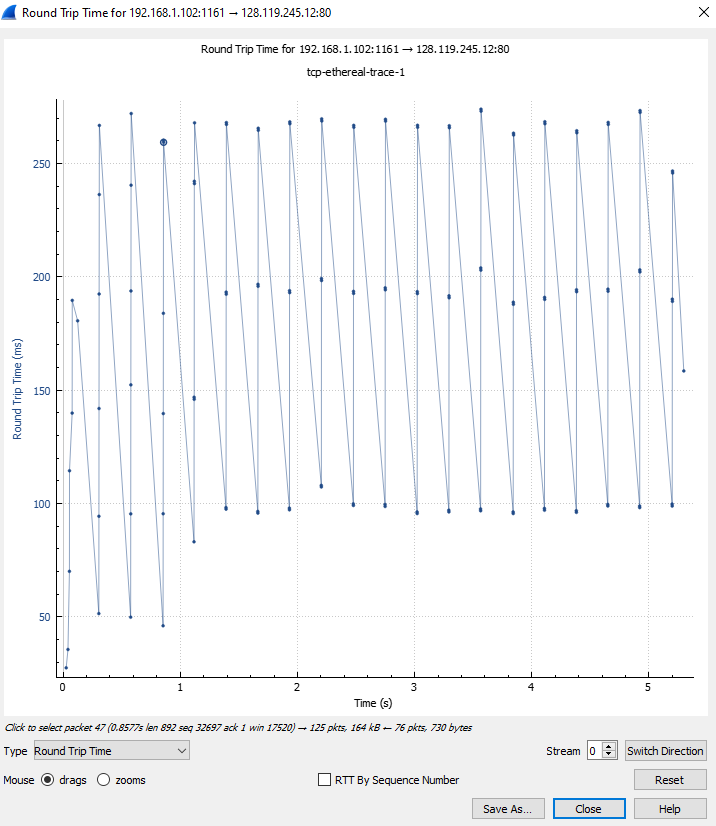 Round Trip Time for 192.168.1.102:1161 → 128.119.245.12:80
Round Trip Time for 192.168.1.102:1161 → 128.119.245.12:80
tcp-ethereal-trace-1
250
200
150
100
50
Round Trip Time (ms)
0 1 2 3 4 5
Time (s)
Click to select packet 47 (0.8577s len 892 seq 32697 ack 1 win 17520) → 125 pkts, 164 kB ← 76 pkts, 730 bytes
Type Round Trip Time Stream 0 Switch Direction
Mouse drags zooms RTT By Sequence Number Reset
Save As... Close Help